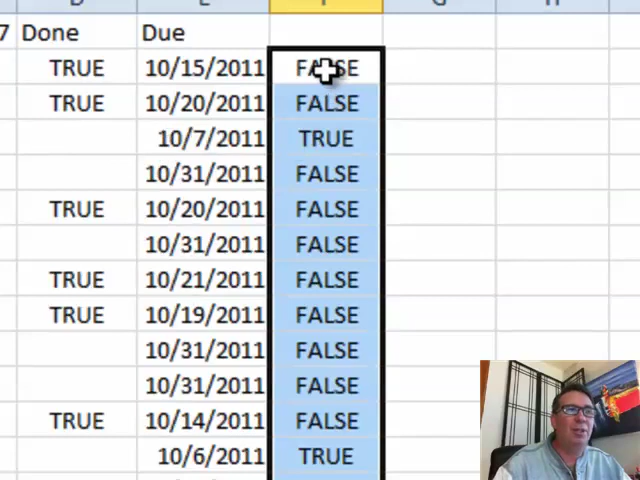 7 Done Due
TRUE 10/15/2011 FALSE
TRUE 10/20/2011 FALSE
10/7/2011 TRUE
10/31/2011 FALSE
TRUE 10/20/2011 FALSE
10/31/2011 FALSE
TRUE 10/21/2011 FALSE
TRUE 10/19/2011 FALSE
10/31/2011 FALSE
10/31/2011 FALSE
TRUE 10/14/2011 FALSE
10/6/2011 TRUE